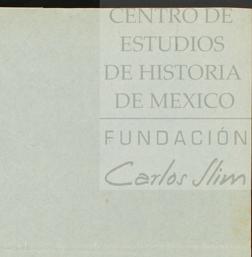 CENTRO DE
ESTUDIOS
DE HISTORIA
DE MEXICO
FUNDACIÓN
Carlos Slim